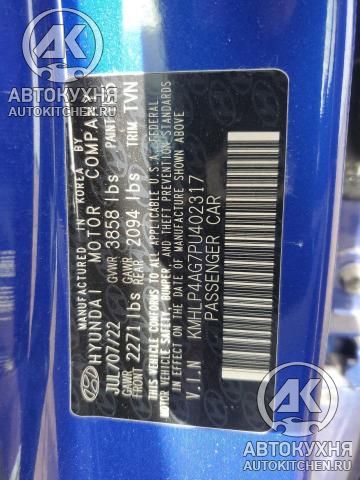 АВТОКУХНЯ
AUTOKITCHEN.RU
MANUFACTURED IN KOREA BY
HYUNDAI MOTOR COMPANY
JUL/07/22 GVWR 3858 lbs PAINT
GAWR FRONT 2271 lbs GAWR REAR 2094 lbs TRIM TVN
THIS VEHICLE CONFORMS TO ALL APPLICABLE U.S.A FEDERAL
MOTOR VEHICLE SAFETY, BUMPER, AND THEFT PREVENTION STANDARDS
IN EFFECT ON THE DATE OF MANUFACTURE SHOWN ABOVE.
V.I.N KMHLP4AG7PU402317
PASSENGER CAR
АВТОКУХНЯ
AUTOKITCHEN.RU